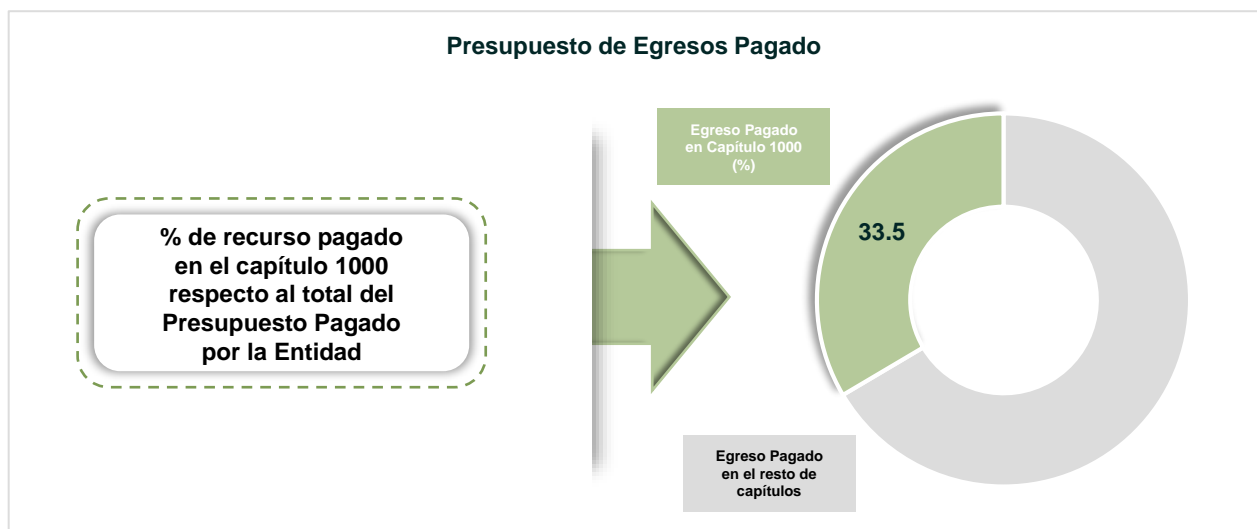 Presupuesto de Egresos Pagado
Egreso Pagado
en Capítulo 1000
(%)
% de recurso pagado
en el capítulo 1000
respecto al total del
Presupuesto Pagado
por la Entidad
33.5
Egreso Pagado
en el resto de
capítulos